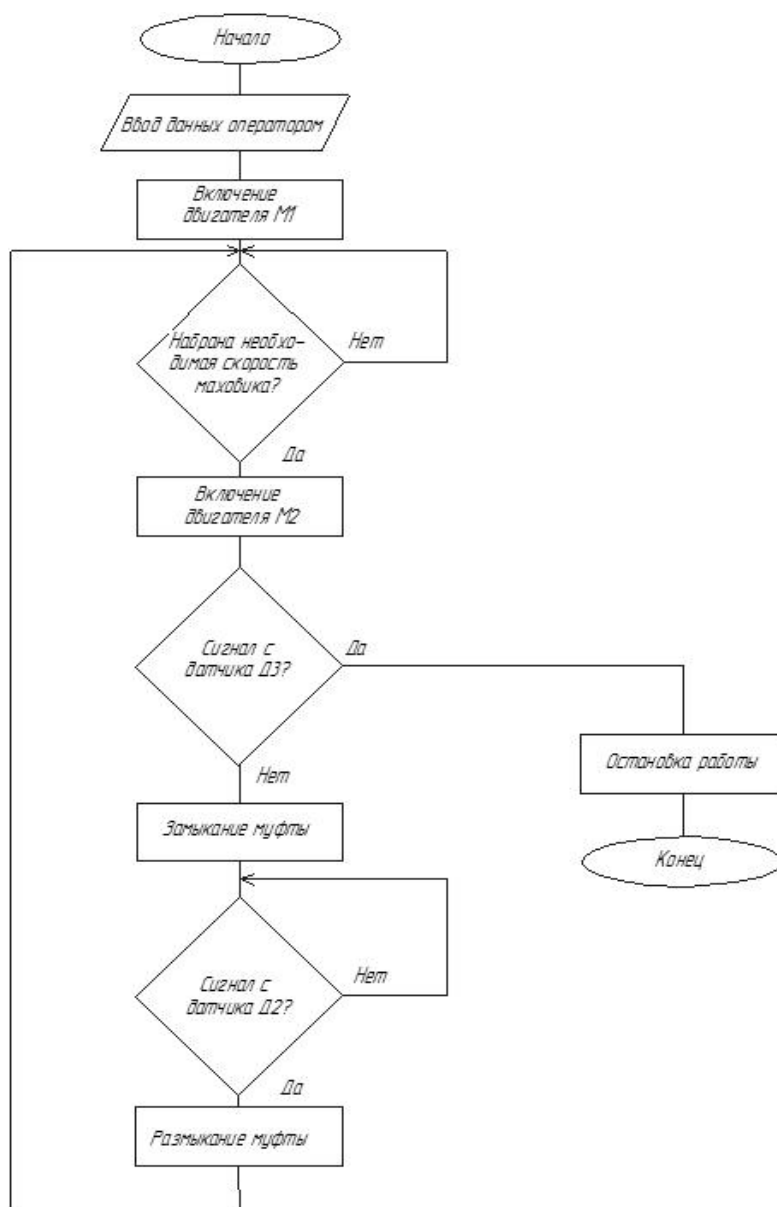 Начало
Ввод данных оператором
Включение
двигателя М1
Набрана необхо-
димая скорость
маховика?
Нет
Да
Включение
двигателя М2
Сигнал с
датчика Д3?
Да
Нет
Остановка работы
Замыкание муфты
Конец
Сигнал с
датчика Д2?
Нет
Да
Размыкание муфты